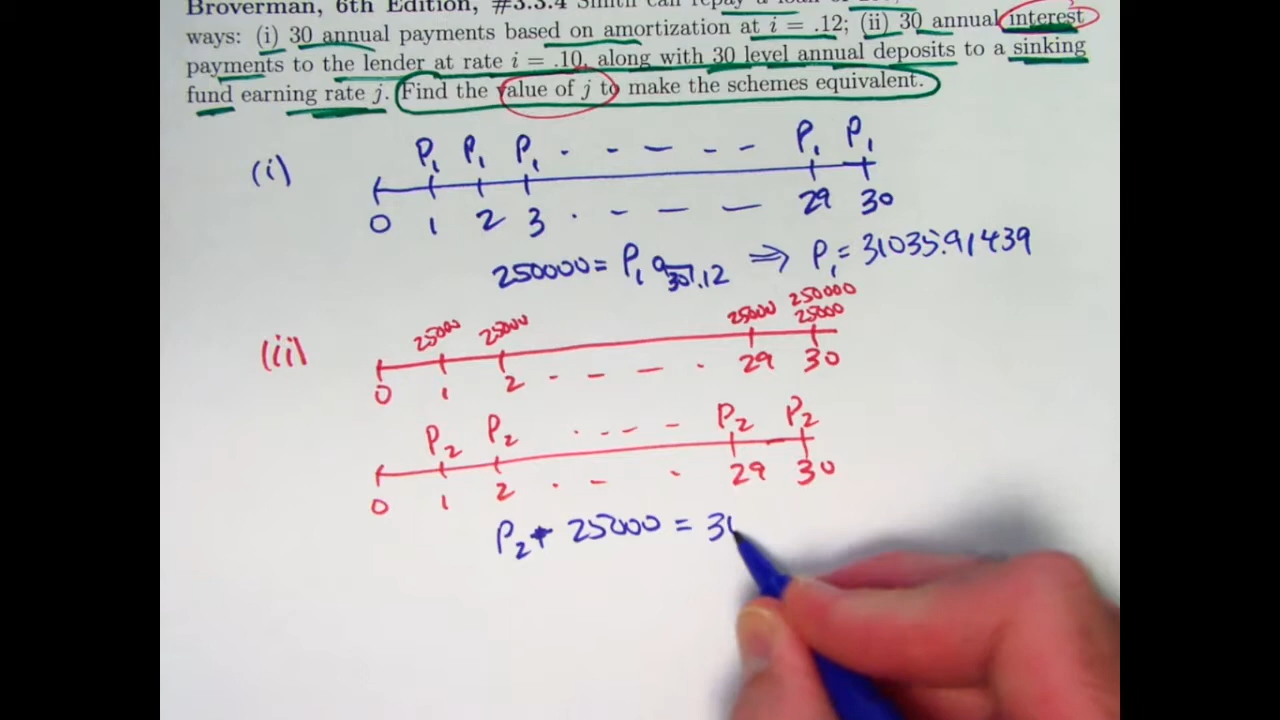 Broverman, 6th Edition, #3.3.4 Smith can repay a loan of
ways: (i) 30 annual payments based on amortization at i = .12; (ii) 30 annual interest
payments to the lender at rate i = .10, along with 30 level annual deposits to a sinking
fund earning rate j. Find the value of j to make the schemes equivalent.
(i) P₁ P₁ P₁ · - — - - P₁ P₁
0 1 2 3 · - — — 29 30
250000 = P₁ a30┐.12 ⇒ P₁ = 31035.91439
250000
(ii) 25000 25000 25000 25000
0 1 2 · - — · 29 30
P₂ P₂ · - - - P₂ P₂
0 1 2 · - · 29 30
P₂ + 25000 = 31